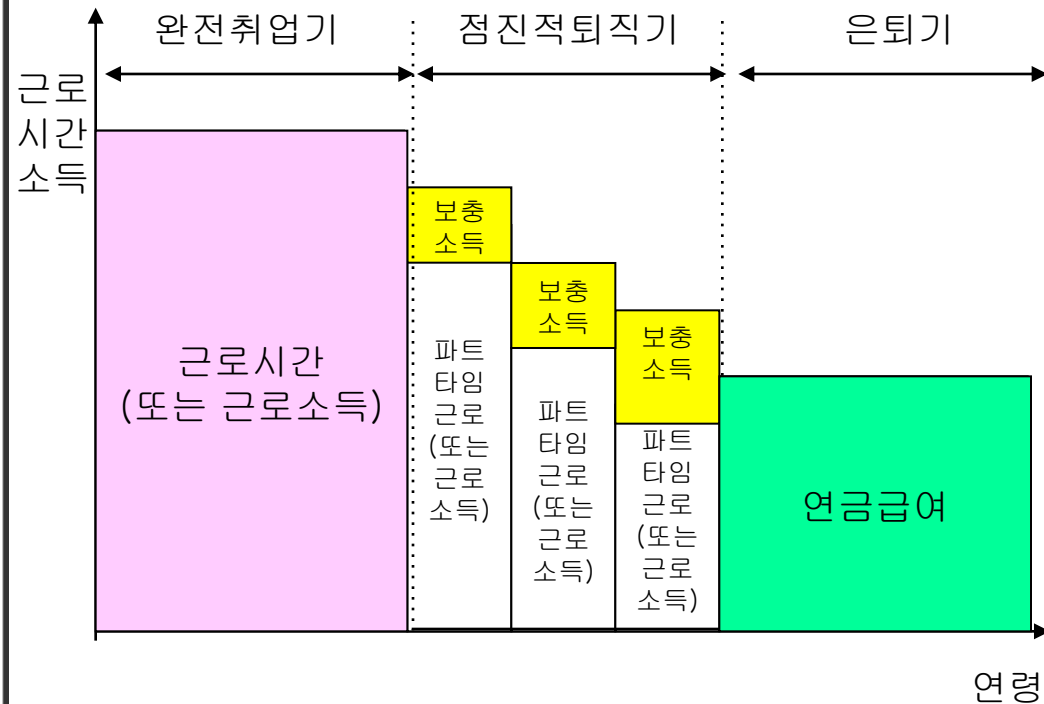 완전취업기
점진적퇴직기
은퇴기
근로
시간
소득
근로시간
(또는 근로소득)
보충
소득
파트
타임
근로
(또는
근로
소득)
보충
소득
파트
타임
근로
(또는
근로
소득)
보충
소득
파트
타임
근로
(또는
근로
소득)
연금급여
연령